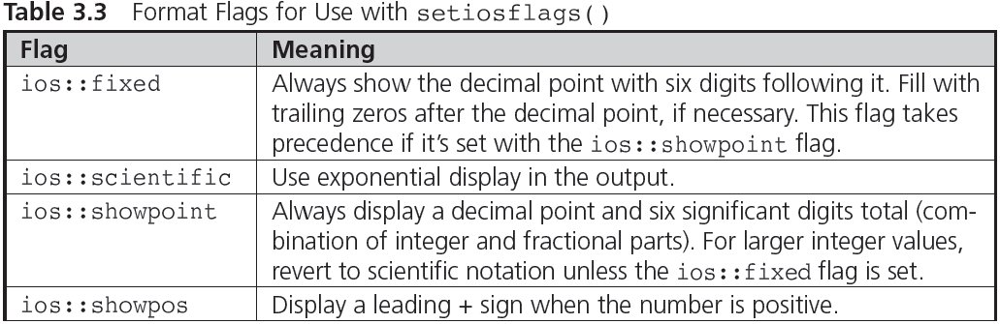 Table 3.3 Format Flags for Use with setiosflags()
Flag Meaning
ios::fixed Always show the decimal point with six digits following it. Fill with
trailing zeros after the decimal point, if necessary. This flag takes
precedence if it's set with the ios::showpoint flag.
ios::scientific Use exponential display in the output.
ios::showpoint Always display a decimal point and six significant digits total (com-
bination of integer and fractional parts). For larger integer values,
revert to scientific notation unless the ios::fixed flag is set.
ios::showpos Display a leading + sign when the number is positive.